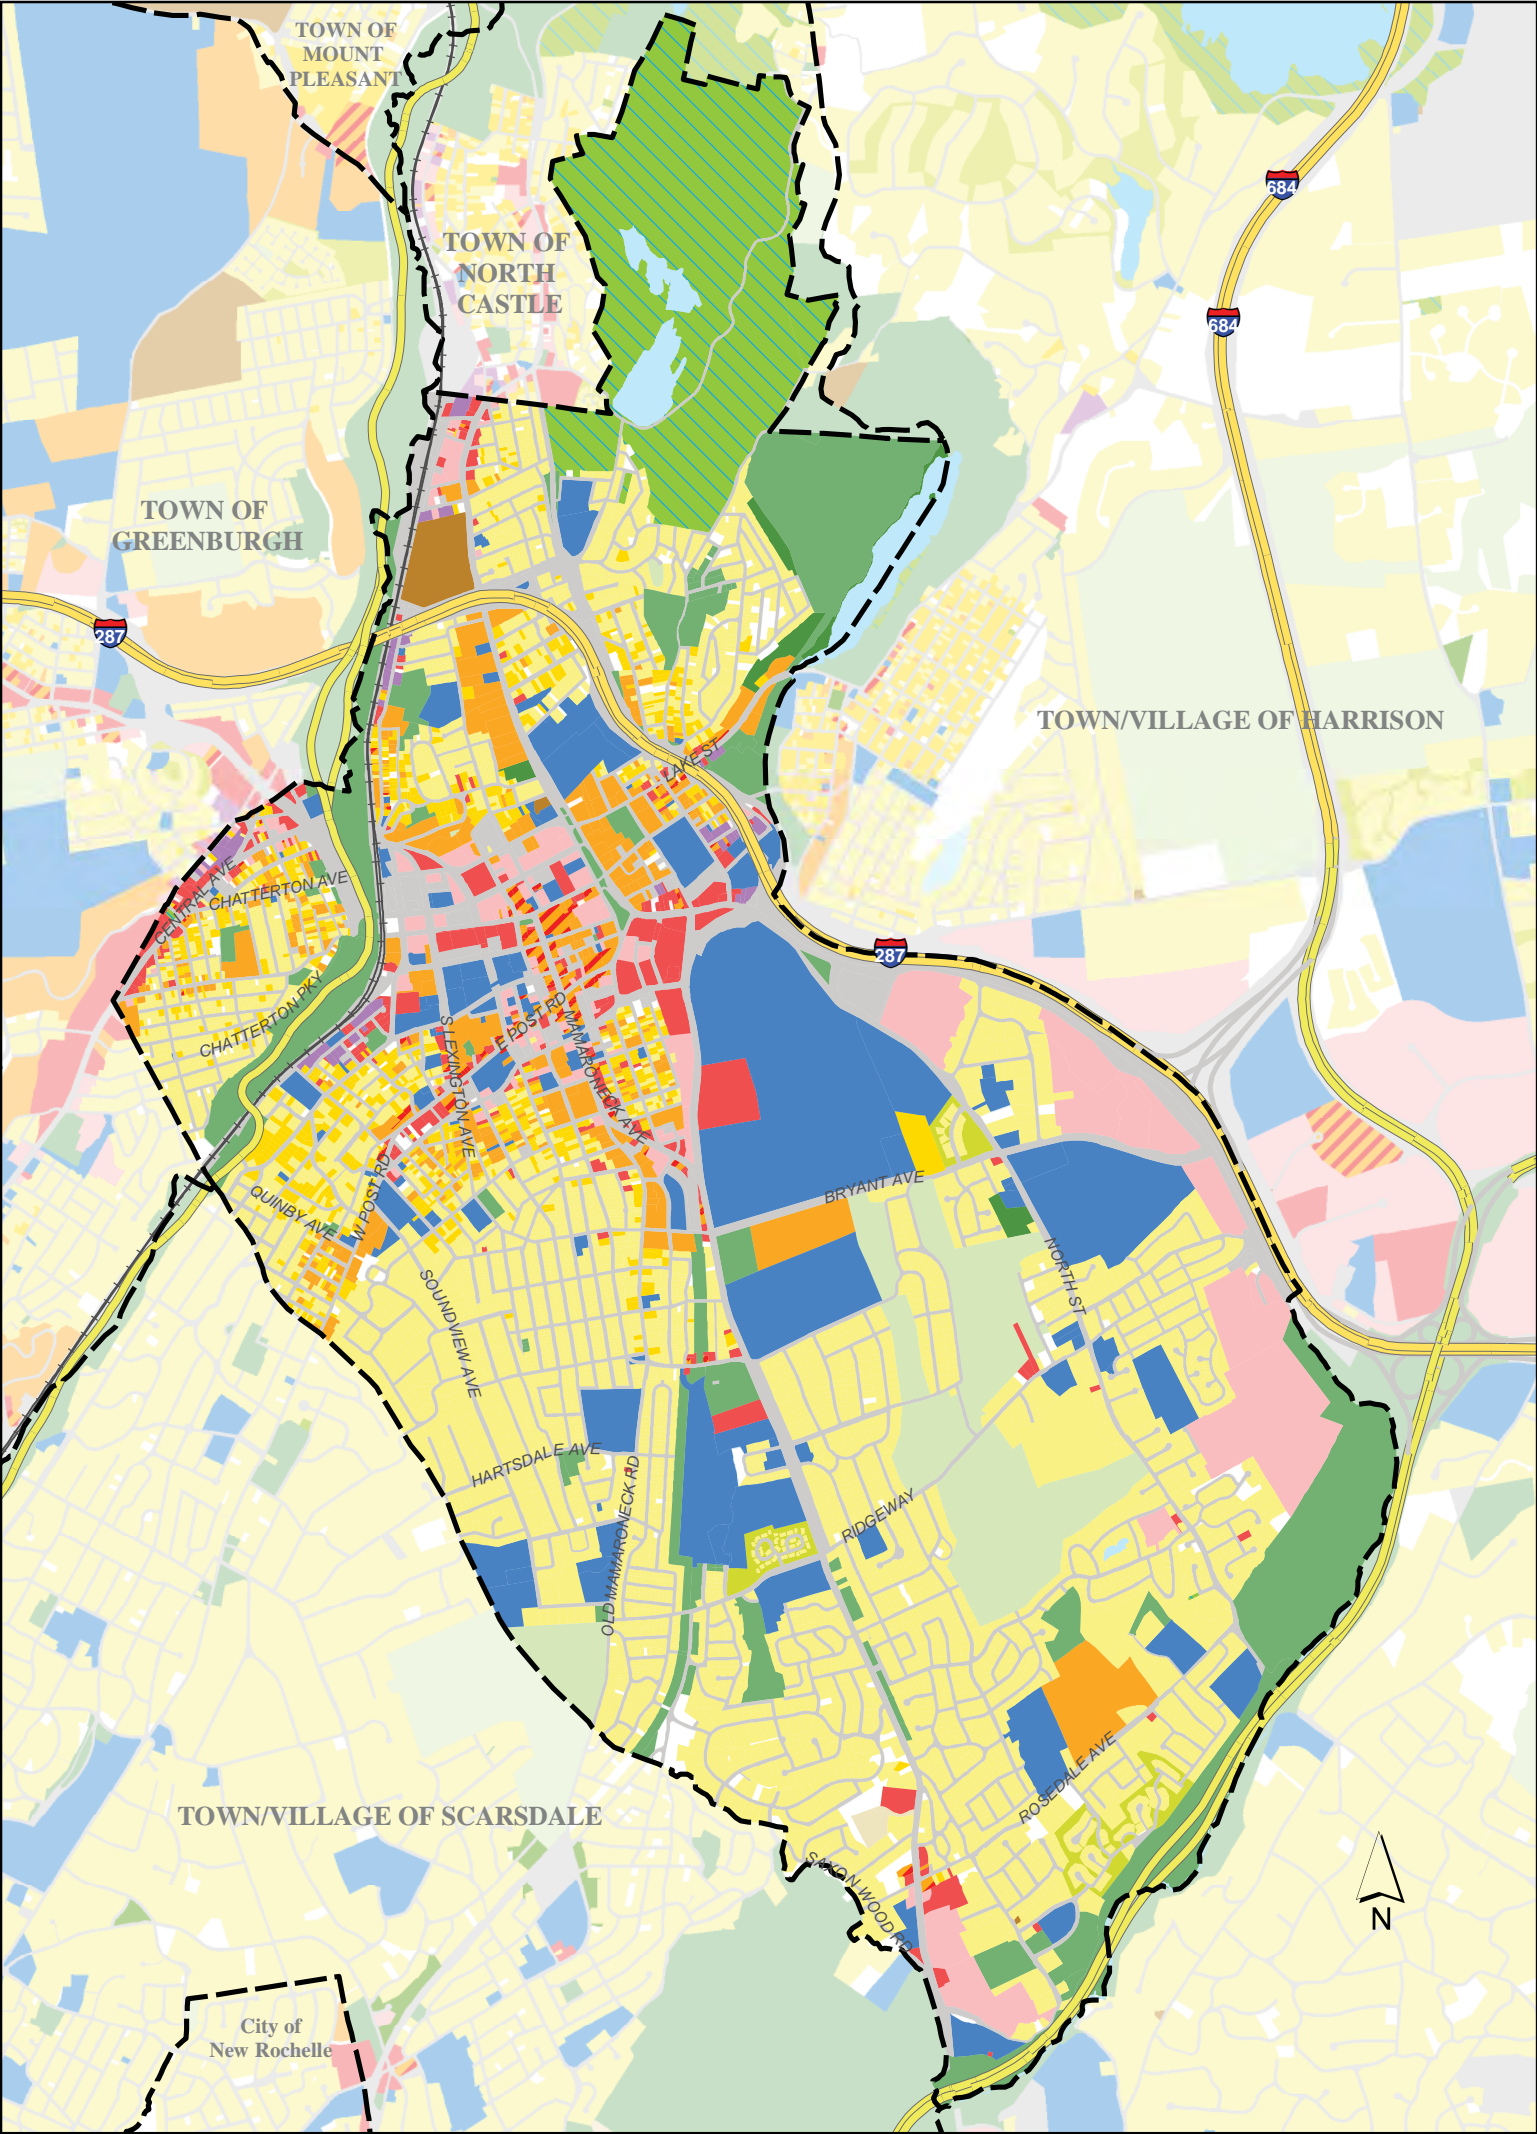 TOWN OF
MOUNT
PLEASANT
684
TOWN OF
NORTH
CASTLE
684
TOWN OF
GREENBURGH
287
TOWN/VILLAGE OF HARRISON
LAKE ST
CENTRAL AVE
CHATTERTON AVE
287
CHATTERTON PKY
S LEXINGTON AVE
E POST RD
MAMARONECK AVE
BRYANT AVE
QUINBY AVE
W POST RD
NORTH ST
SOUNDVIEW AVE
HARTSDALE AVE
OLD MAMARONECK RD
RIDGEWAY
ROSEDALE AVE
TOWN/VILLAGE OF SCARSDALE
SAXON WOOD RD
N
City of
New Rochelle